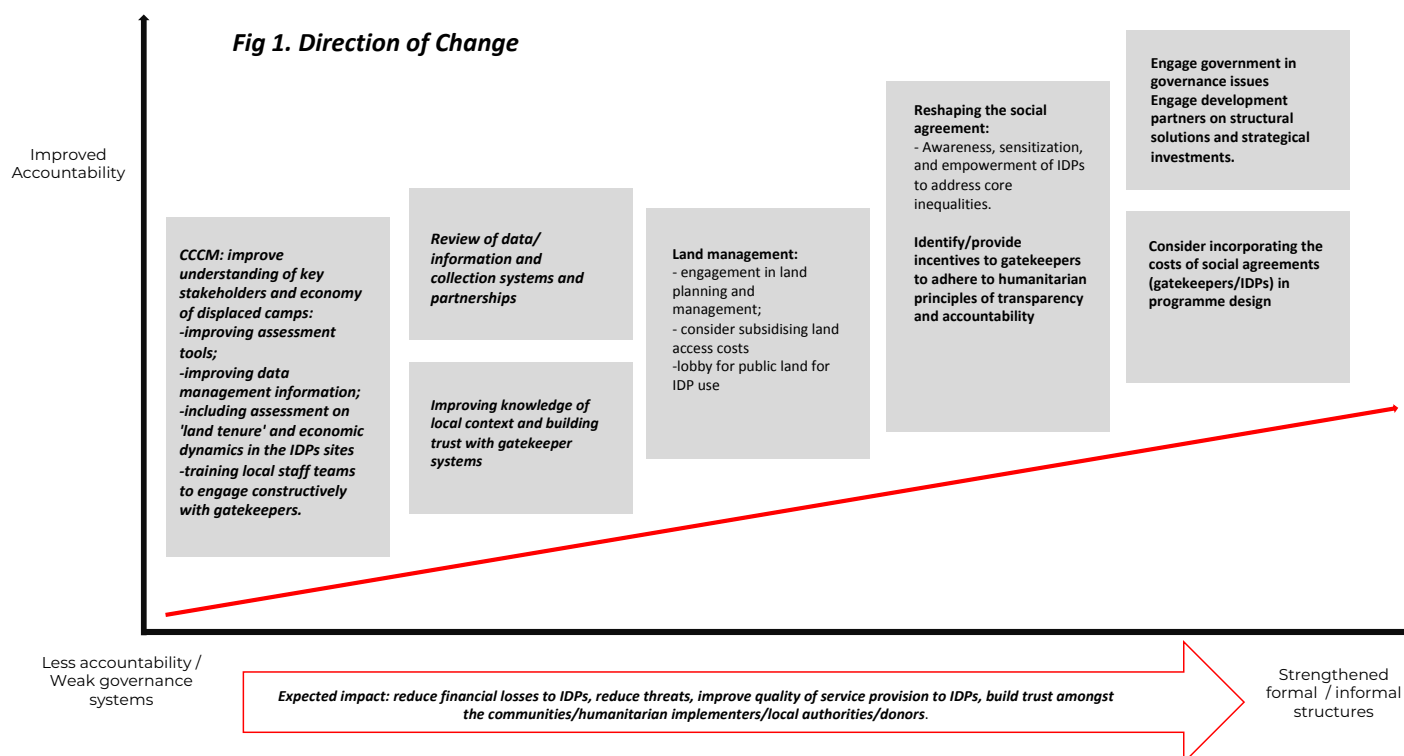 Fig 1. Direction of Change
Improved
Accountability
CCCM: improve
understanding of key
stakeholders and economy
of displaced camps:
-improving assessment
tools;
-improving data
management information;
-including assessment on
'land tenure' and economic
dynamics in the IDPs sites
-training local staff teams
to engage constructively
with gatekeepers.
Review of data/
information and
collection systems and
partnerships
Improving knowledge of
local context and building
trust with gatekeeper
systems
Land management:
- engagement in land
planning and
management;
- consider subsidising land
access costs
-lobby for public land for
IDP use
Reshaping the social
agreement:
- Awareness, sensitization,
and empowerment of IDPs
to address core
inequalities.
Identify/provide
incentives to gatekeepers
to adhere to humanitarian
principles of transparency
and accountability
Engage government in
governance issues
Engage development
partners on structural
solutions and strategical
investments.
Consider incorporating the
costs of social agreements
(gatekeepers/IDPs) in
programme design
Less accountability /
Weak governance
systems
Expected impact: reduce financial losses to IDPs, reduce threats, improve quality of service provision to IDPs, build trust amongst
the communities/humanitarian implementers/local authorities/donors.
Strengthened
formal / informal
structures